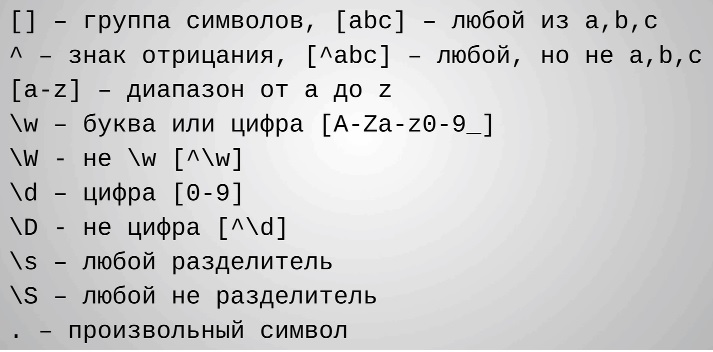 [] – группа символов, [abc] – любой из a,b,c
^ – знак отрицания, [^abc] – любой, но не a,b,c
[a-z] – диапазон от a до z
\w – буква или цифра [A-Za-z0-9_]
\W - не \w [^\w]
\d – цифра [0-9]
\D - не цифра [^\d]
\s – любой разделитель
\S – любой не разделитель
. – произвольный символ